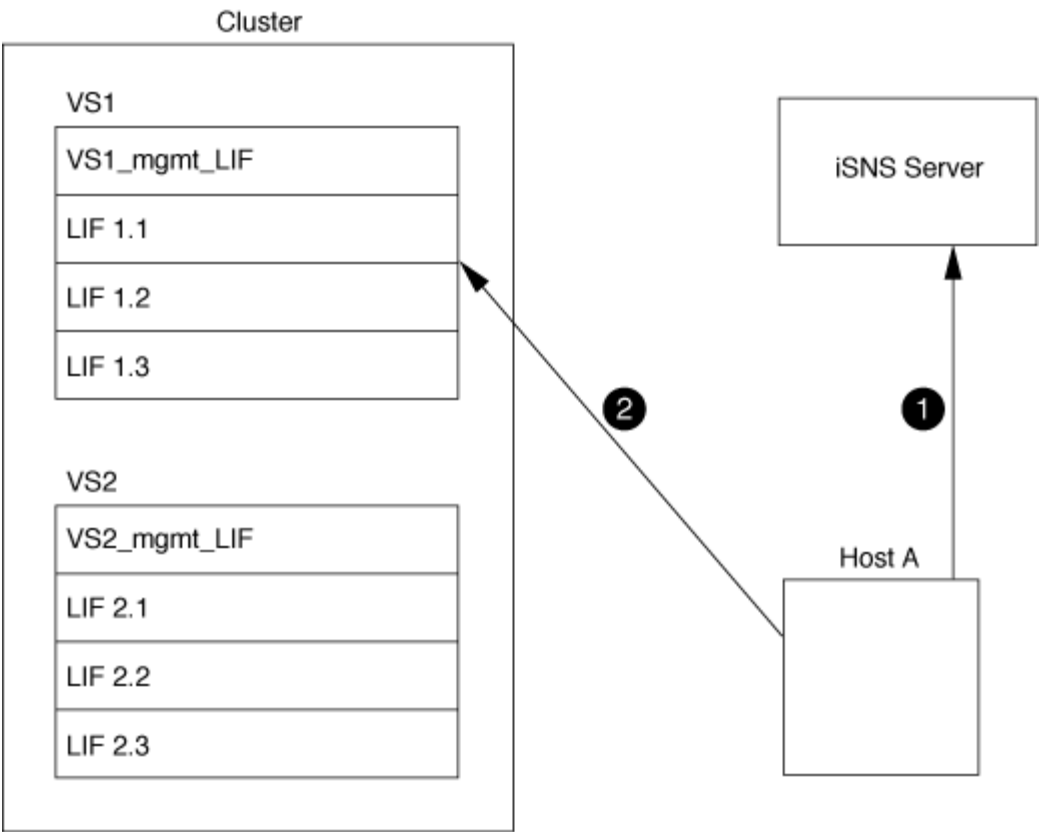 Cluster
VS1
VS1_mgmt_LIF
LIF 1.1
LIF 1.2
LIF 1.3
VS2
VS2_mgmt_LIF
LIF 2.1
LIF 2.2
LIF 2.3
iSNS Server
2
1
Host A